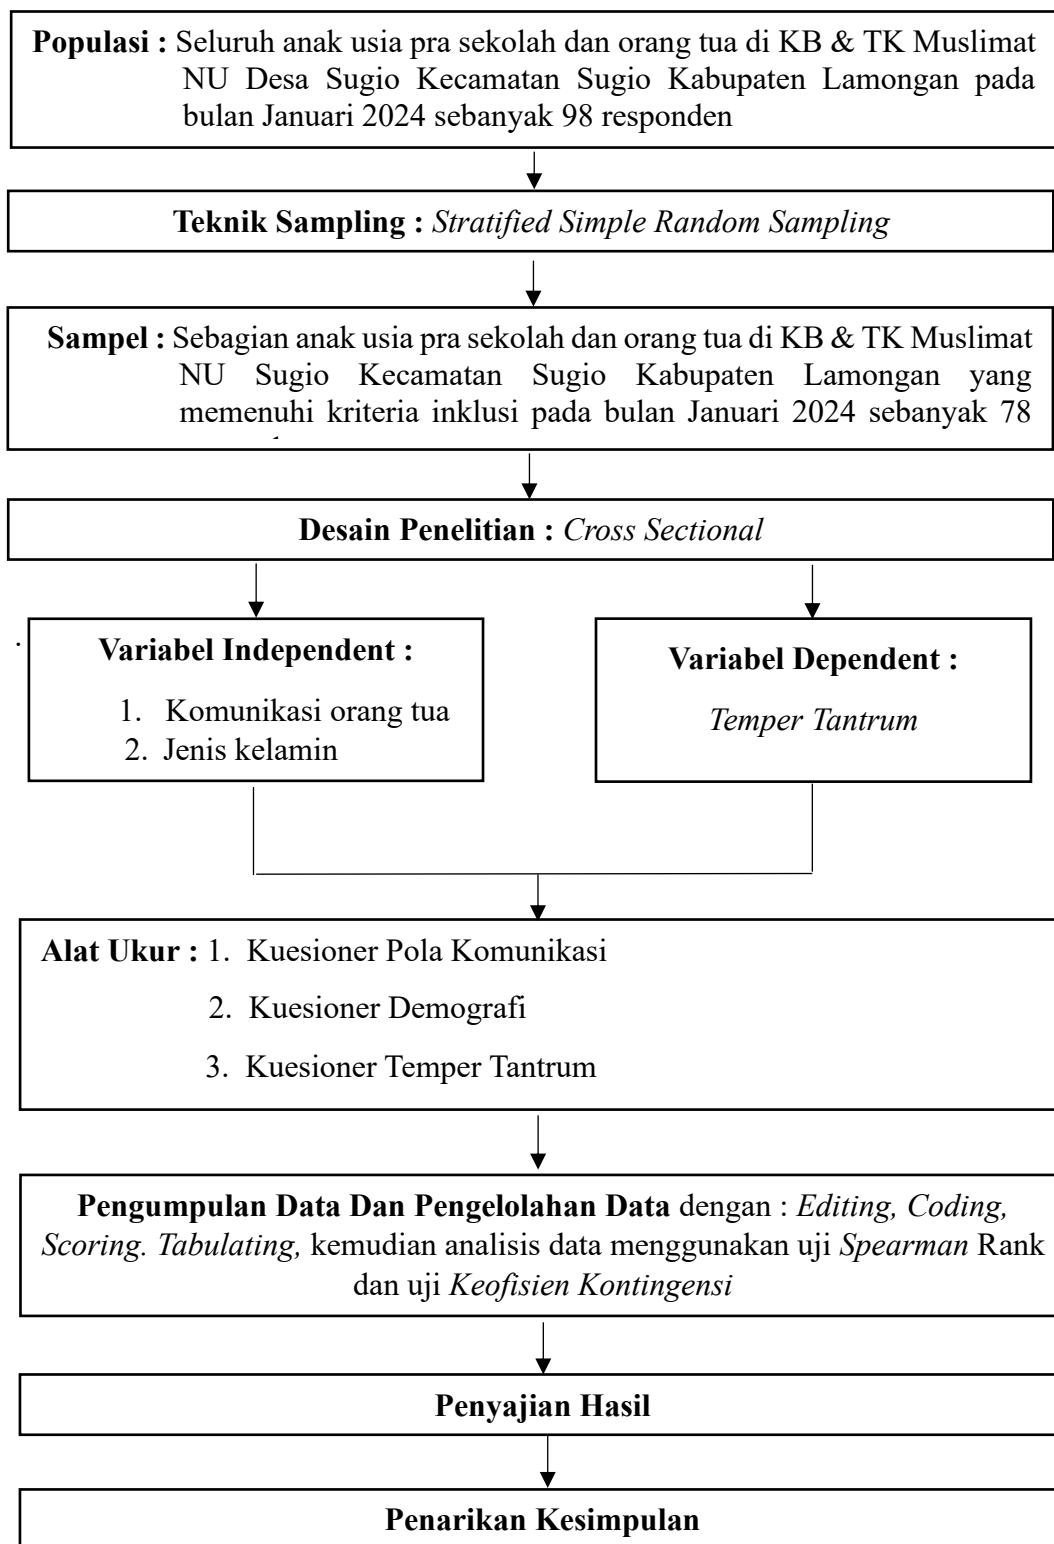 Populasi : Seluruh anak usia pra sekolah dan orang tua di KB & TK Muslimat
NU Desa Sugio Kecamatan Sugio Kabupaten Lamongan pada
bulan Januari 2024 sebanyak 98 responden
Teknik Sampling : Stratified Simple Random Sampling
Sampel : Sebagian anak usia pra sekolah dan orang tua di KB & TK Muslimat
NU Sugio Kecamatan Sugio Kabupaten Lamongan yang
memenuhi kriteria inklusi pada bulan Januari 2024 sebanyak 78
Desain Penelitian : Cross Sectional
.
Variabel Independent :
1. Komunikasi orang tua
2. Jenis kelamin
Variabel Dependent :
Temper Tantrum
Alat Ukur : 1. Kuesioner Pola Komunikasi
2. Kuesioner Demografi
3. Kuesioner Temper Tantrum
Pengumpulan Data Dan Pengelolahan Data dengan : Editing, Coding,
Scoring. Tabulating, kemudian analisis data menggunakan uji Spearman Rank
dan uji Keofisien Kontingensi
Penyajian Hasil
Penarikan Kesimpulan